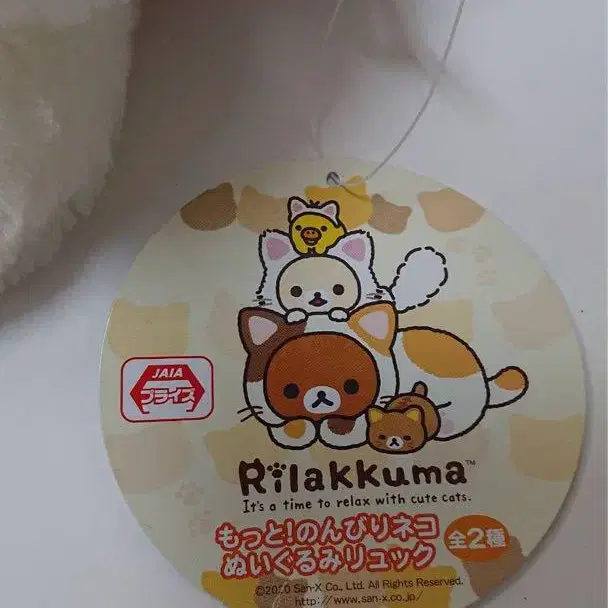 JAIA
プライズ
Rilakkuma™
It's a time to relax with cute cats.
もっと!のんびりネコ
ぬいぐるみリュック
全2種
©2010 San-X Co., Ltd. All Rights Reserved.
http://www.san-x.co.jp/